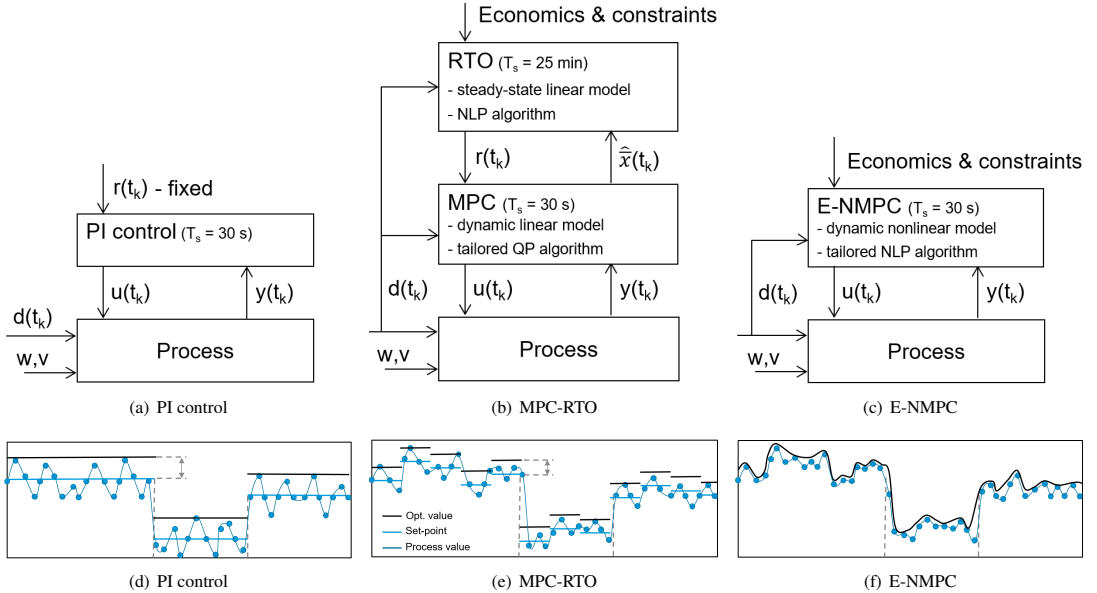 r(tₖ) - fixed
PI control (Tₛ = 30 s)
u(tₖ)
y(tₖ)
d(tₖ)
w,v
Process
(a) PI control
Economics & constraints
RTO (Tₛ = 25 min)
- steady-state linear model
- NLP algorithm
r(tₖ)
x̂̅(tₖ)
MPC (Tₛ = 30 s)
- dynamic linear model
- tailored QP algorithm
d(tₖ)
u(tₖ)
y(tₖ)
w,v
Process
(b) MPC-RTO
Economics & constraints
E-NMPC (Tₛ = 30 s)
- dynamic nonlinear model
- tailored NLP algorithm
d(tₖ)
u(tₖ)
y(tₖ)
w,v
Process
(c) E-NMPC
(d) PI control
Opt. value
Set-point
Process value
(e) MPC-RTO
(f) E-NMPC